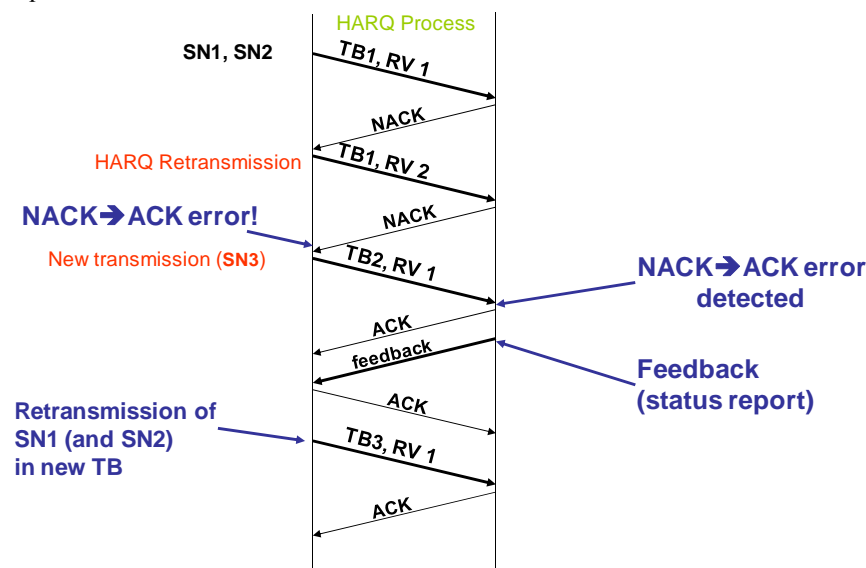 HARQ Process
SN1, SN2
TB1, RV 1
NACK
HARQ Retransmission
TB1, RV 2
NACK
NACK➔ACK error!
New transmission (SN3)
TB2, RV 1
NACK➔ACK error
detected
ACK
feedback
Feedback
(status report)
ACK
Retransmission of
SN1 (and SN2)
in new TB
TB3, RV 1
ACK